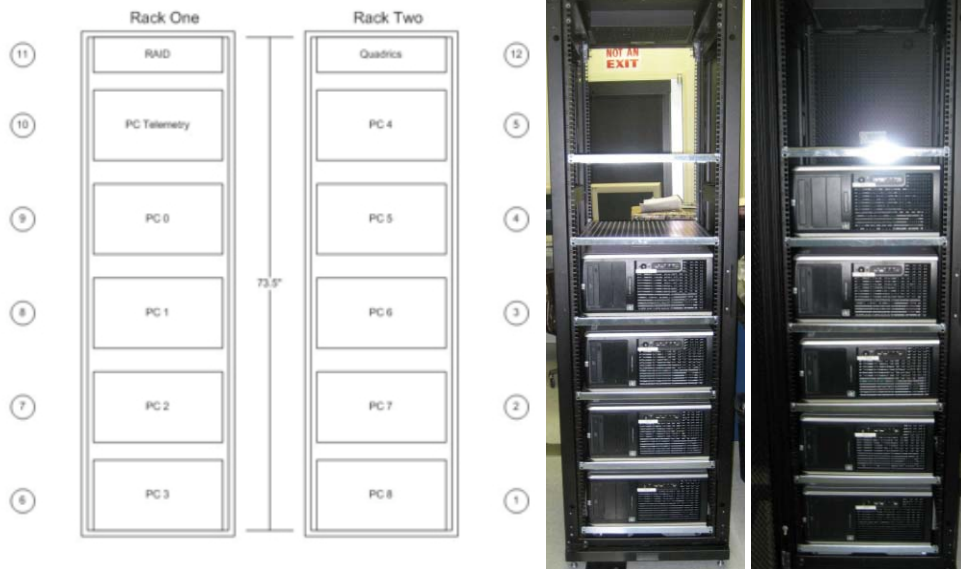 Rack One
Rack Two
11
RAID
Quadrics
12
10
PC Telemetry
PC 4
5
9
PC 0
PC 5
4
73.5"
8
PC 1
PC 6
3
7
PC 2
PC 7
2
6
PC 3
PC 8
1
NOT AN
EXIT